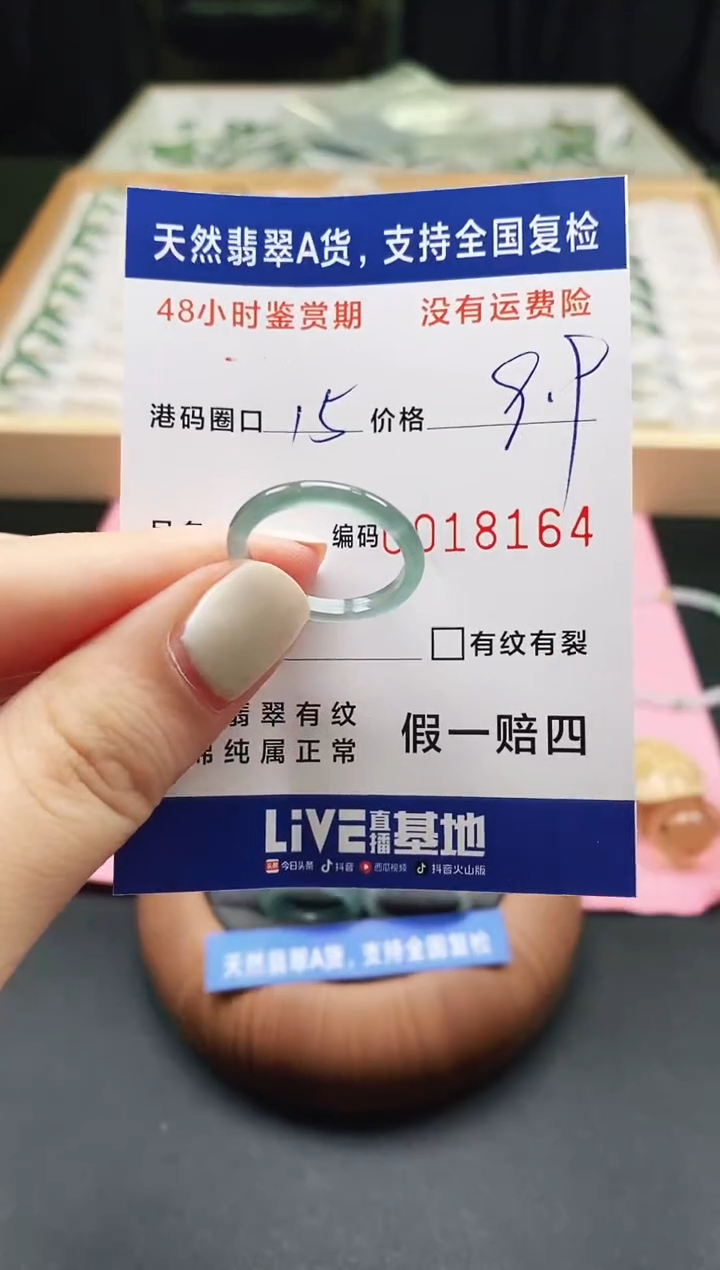 天然翡翠A货，支持全国复检
48小时鉴赏期 没有运费险
港码圈口 15 价格
编码 0018164
有纹有裂
翡翠有纹
纯属正常
假一赔四
LiVE直播基地
头条 今日头条 抖音 西瓜视频 抖音火山版
天然翡翠A货，支持全国复检